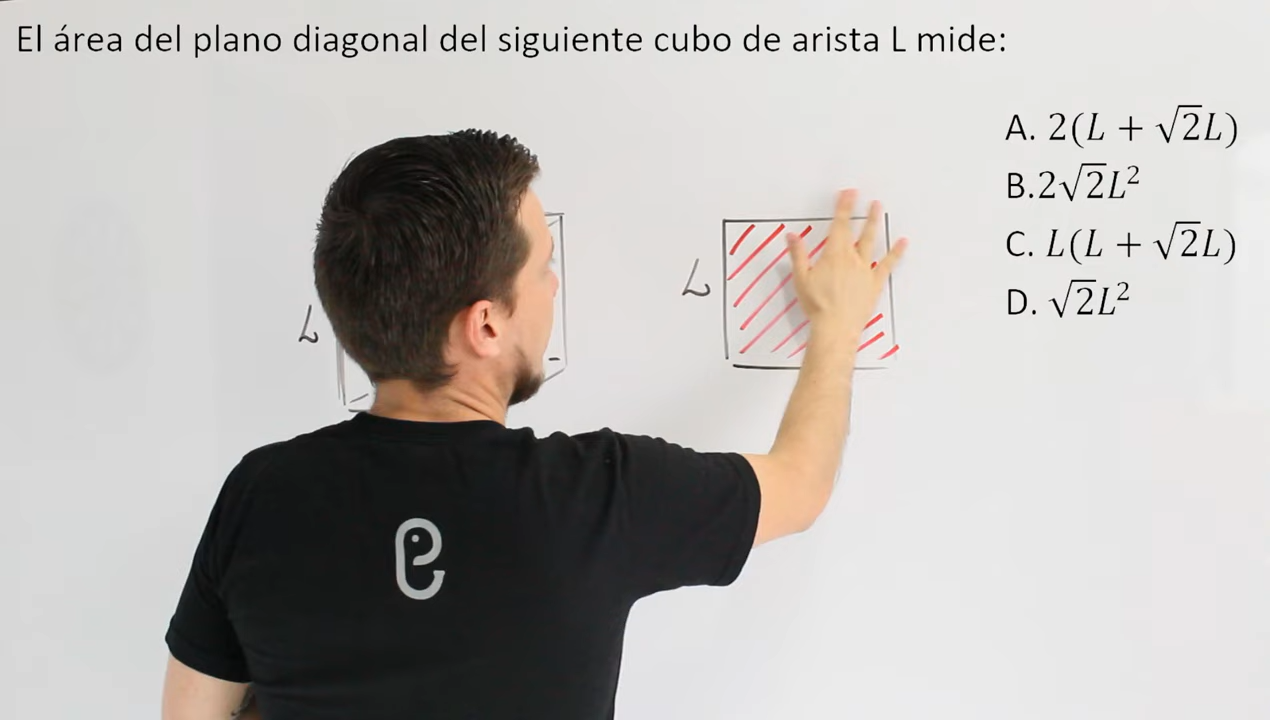 El área del plano diagonal del siguiente cubo de arista L mide:
A. 2(L + √2L)
B.2√2L²
C. L(L + √2L)
D. √2L²
L
L